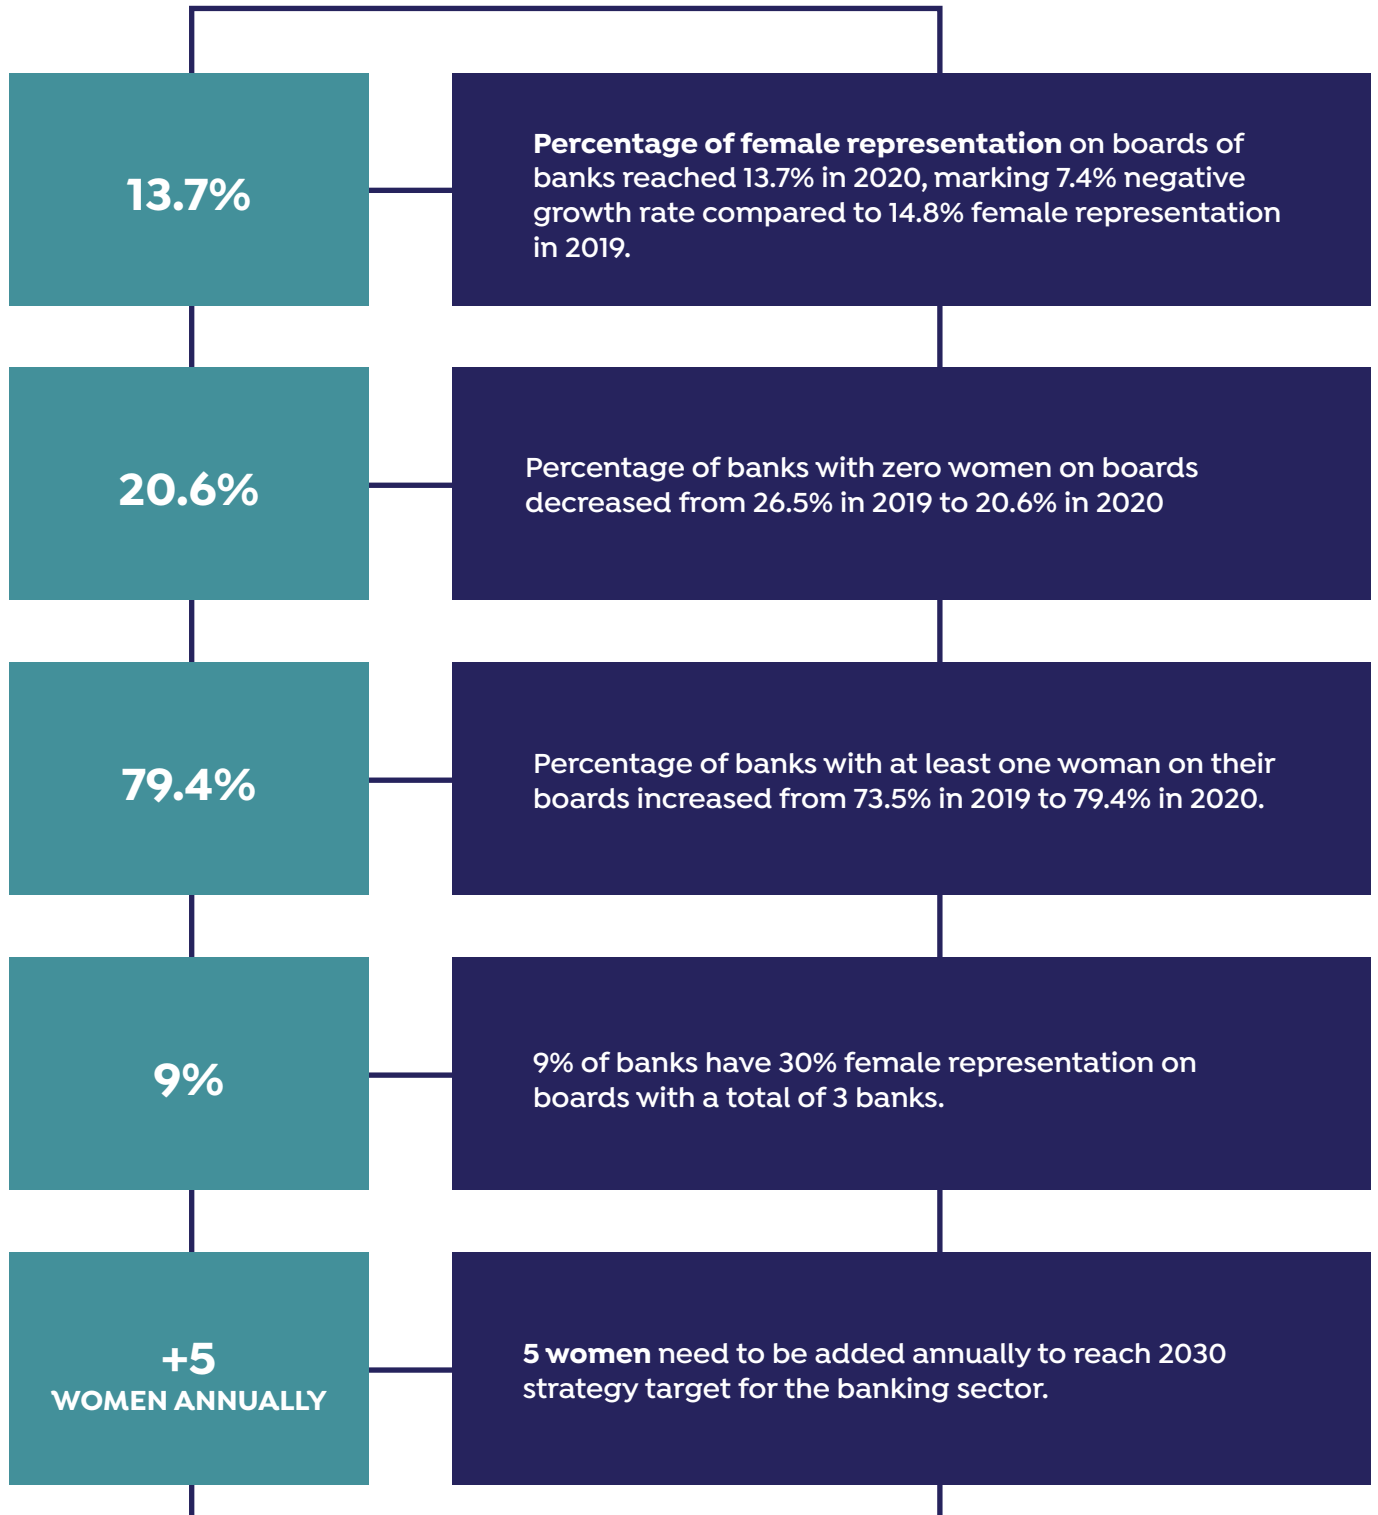 13.7%
Percentage of female representation on boards of
banks reached 13.7% in 2020, marking 7.4% negative
growth rate compared to 14.8% female representation
in 2019.
20.6%
Percentage of banks with zero women on boards
decreased from 26.5% in 2019 to 20.6% in 2020
79.4%
Percentage of banks with at least one woman on their
boards increased from 73.5% in 2019 to 79.4% in 2020.
9%
9% of banks have 30% female representation on
boards with a total of 3 banks.
+5
WOMEN ANNUALLY
5 women need to be added annually to reach 2030
strategy target for the banking sector.